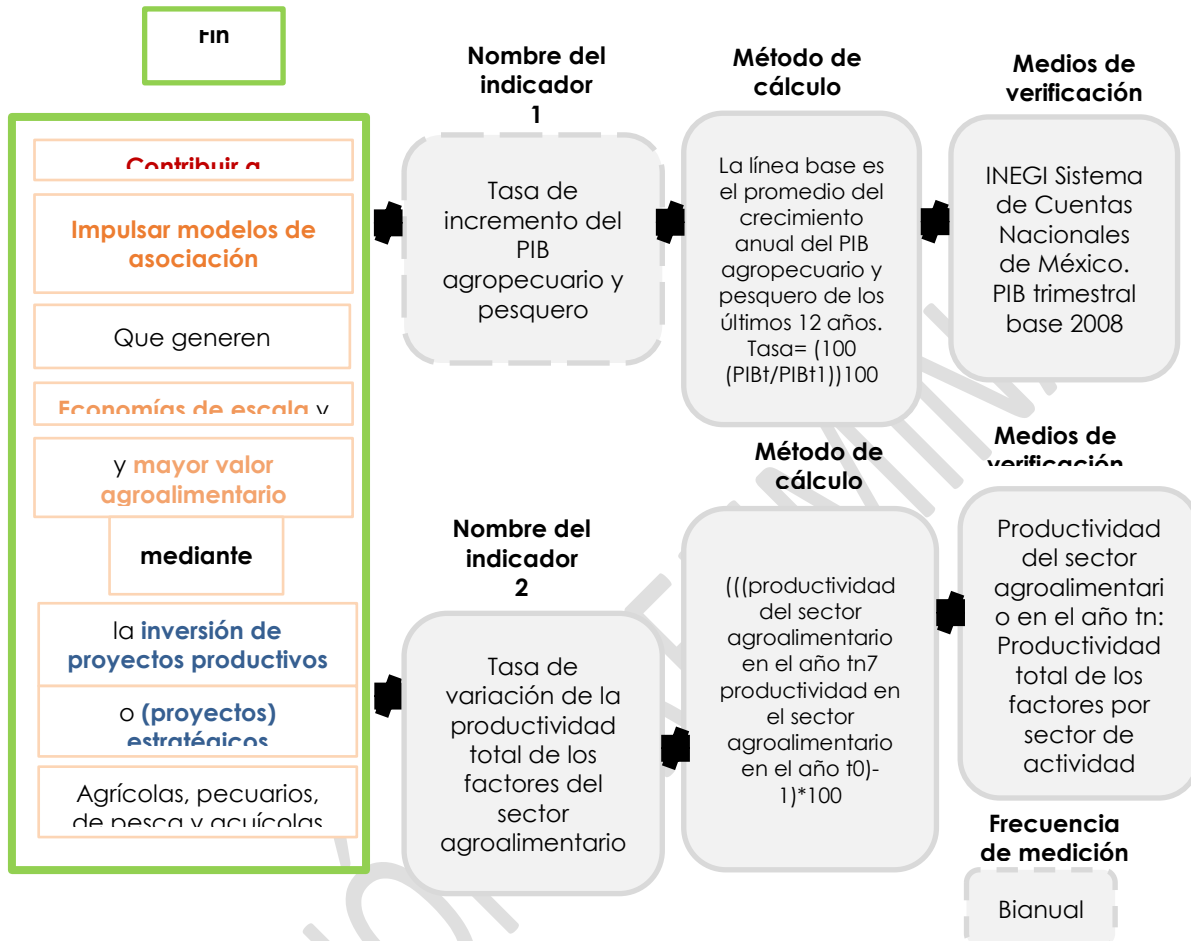 Fin
Contribuir a
Impulsar modelos de
asociación
Que generen
Economías de escala y
y mayor valor
agroalimentario
mediante
la inversión de
proyectos productivos
o (proyectos)
estratégicos
Agrícolas, pecuarios,
de pesca y acuícolas
Nombre del
indicador
1
Tasa de
incremento del
PIB
agropecuario y
pesquero
Método de
cálculo
La línea base es
el promedio del
crecimiento
anual del PIB
agropecuario y
pesquero de los
últimos 12 años.
Tasa= (100
(PIBt/PIBt1))100
Medios de
verificación
INEGI Sistema
de Cuentas
Nacionales
de México.
PIB trimestral
base 2008
Nombre del
indicador
2
Tasa de
variación de la
productividad
total de los
factores del
sector
agroalimentario
Método de
cálculo
(((productividad
del sector
agroalimentario
en el año tn7
productividad en
el sector
agroalimentario
en el año t0)-
1)*100
Medios de
verificación
Productividad
del sector
agroalimentari
o en el año tn:
Productividad
total de los
factores por
sector de
actividad
Frecuencia
de medición
Bianual